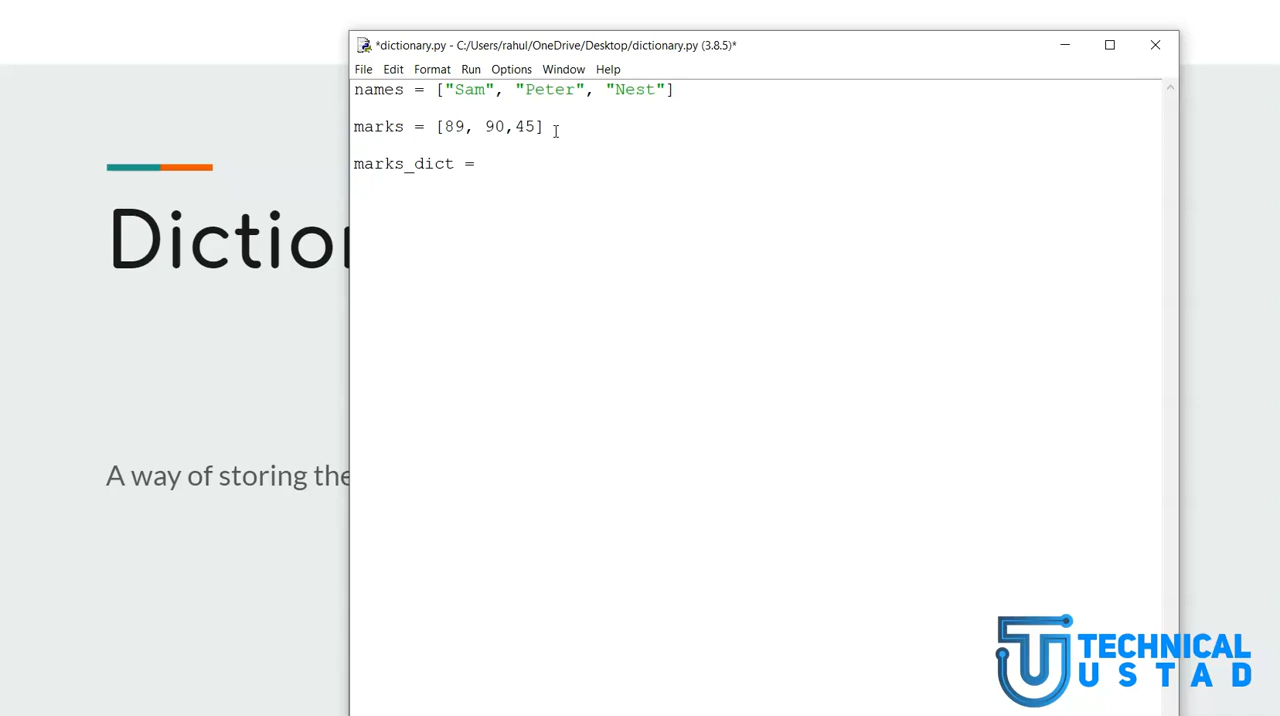 *dictionary.py - C:/Users/rahul/OneDrive/Desktop/dictionary.py (3.8.5)*
File Edit Format Run Options Window Help
names = ["Sam", "Peter", "Nest"]
marks = [89, 90,45]
marks_dict =
Diction
A way of storing the
TECHNICAL
USTAD